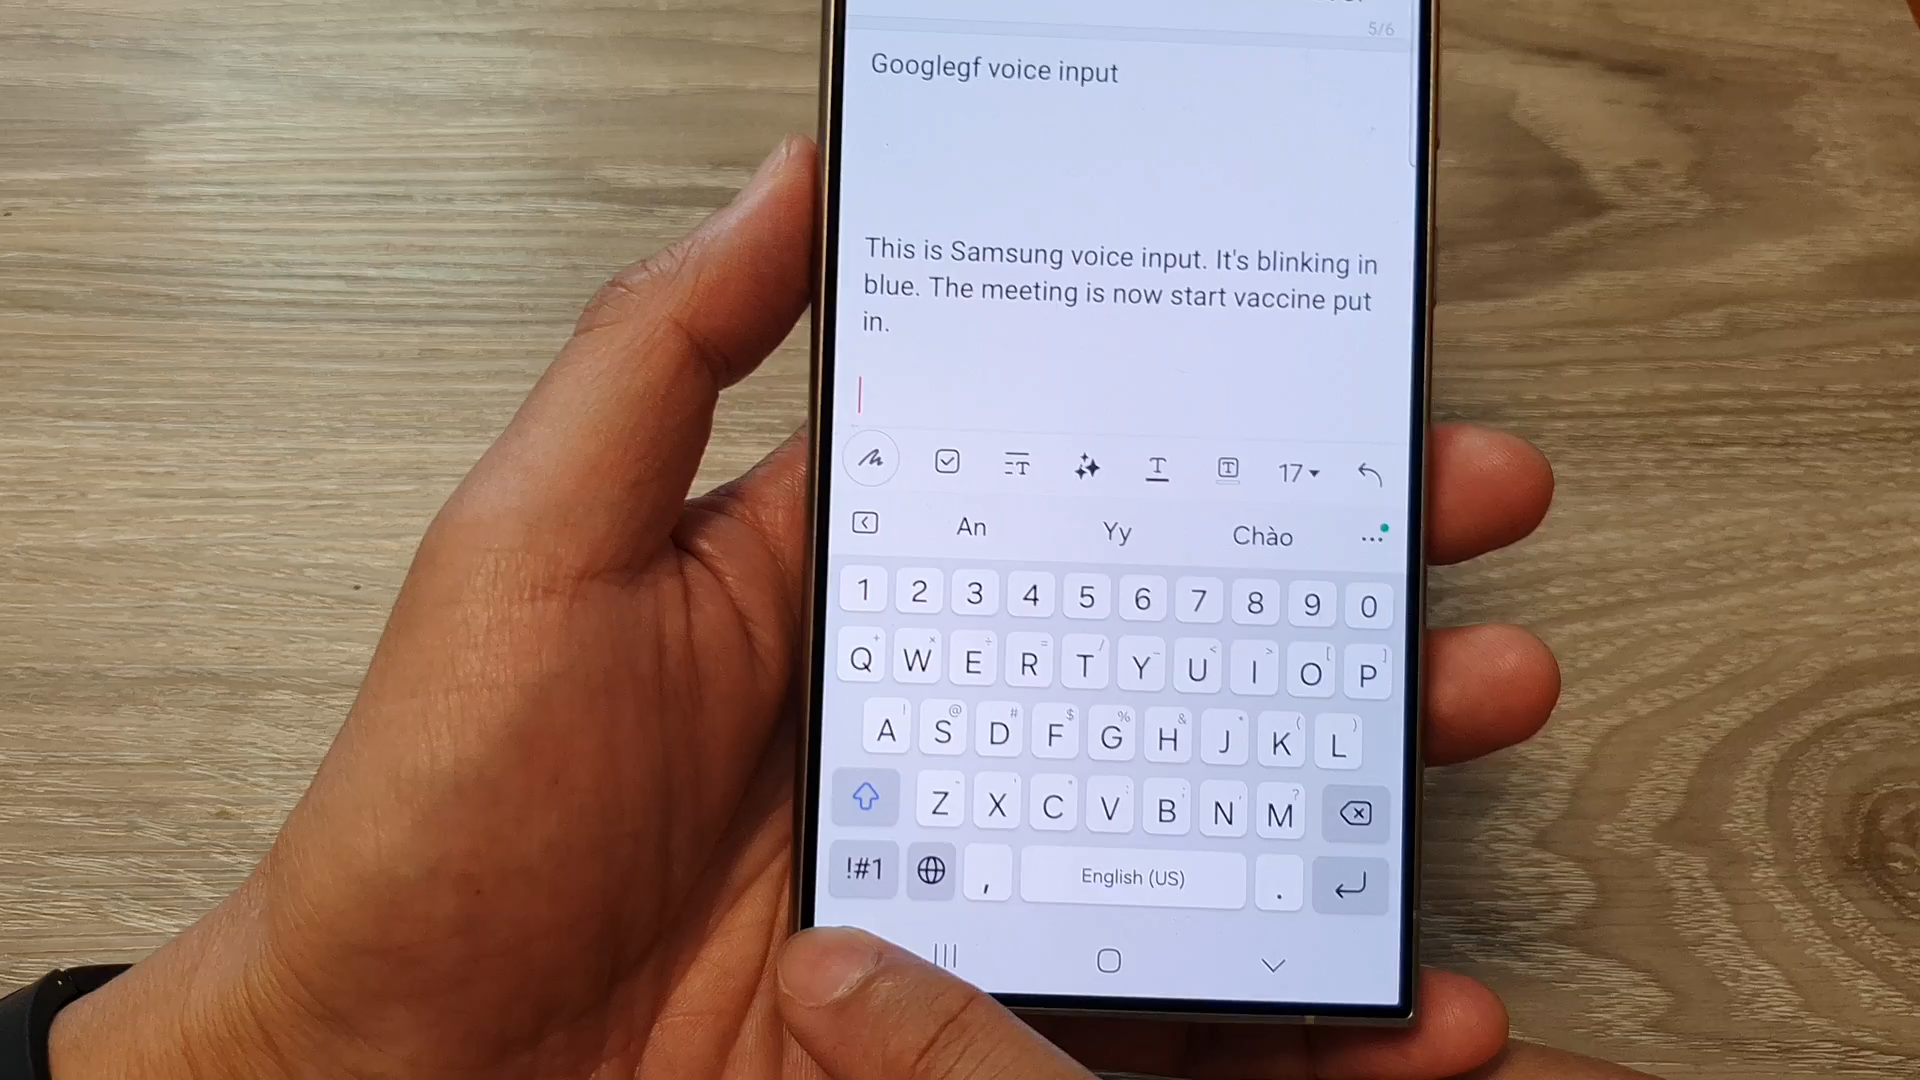 5/6
Googlegf voice input
This is Samsung voice input. It's blinking in
blue. The meeting is now start vaccine put
in.
17
An Yy Chào ...
1 2 3 4 5 6 7 8 9 0
Q W E R T Y U I O P
A S D F G H J K L
Z X C V B N M
!#1 , English (US) .